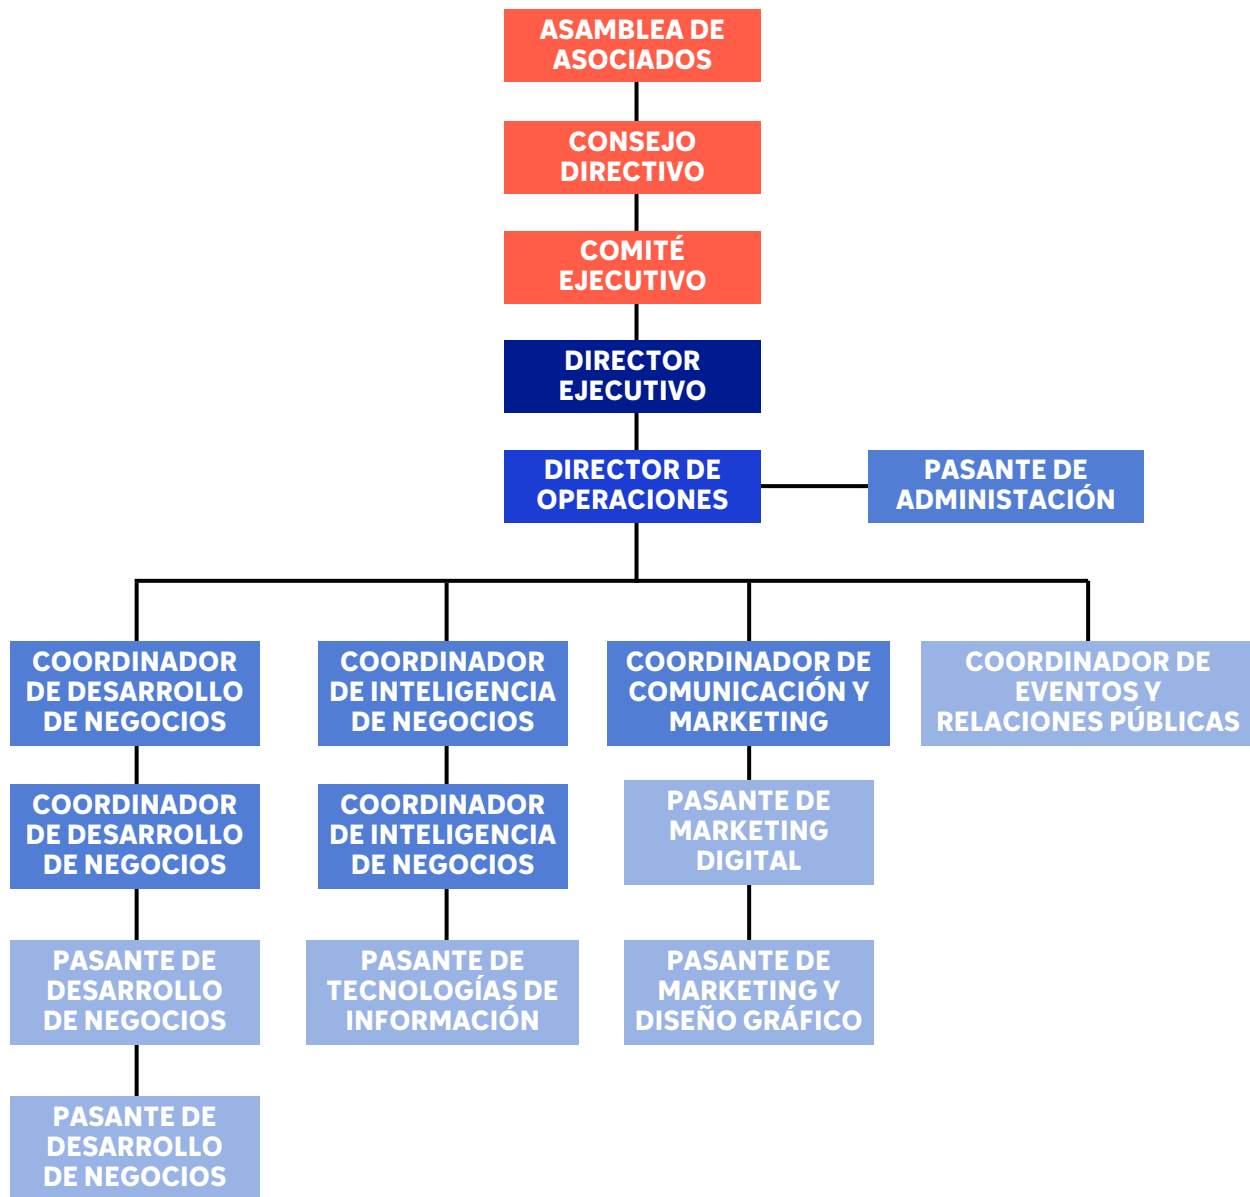 ASAMBLEA DE
ASOCIADOS
CONSEJO
DIRECTIVO
COMITÉ
EJECUTIVO
DIRECTOR
EJECUTIVO
DIRECTOR DE
OPERACIONES
PASANTE DE
ADMINISTACIÓN
COORDINADOR
DE DESARROLLO
DE NEGOCIOS
COORDINADOR
DE INTELIGENCIA
DE NEGOCIOS
COORDINADOR DE
COMUNICACIÓN Y
MARKETING
COORDINADOR DE
EVENTOS Y
RELACIONES PÚBLICAS
COORDINADOR
DE DESARROLLO
DE NEGOCIOS
COORDINADOR
DE INTELIGENCIA
DE NEGOCIOS
PASANTE DE
MARKETING
DIGITAL
PASANTE DE
DESARROLLO
DE NEGOCIOS
PASANTE DE
TECNOLOGÍAS DE
INFORMACIÓN
PASANTE DE
MARKETING Y
DISEÑO GRÁFICO
PASANTE DE
DESARROLLO
DE NEGOCIOS